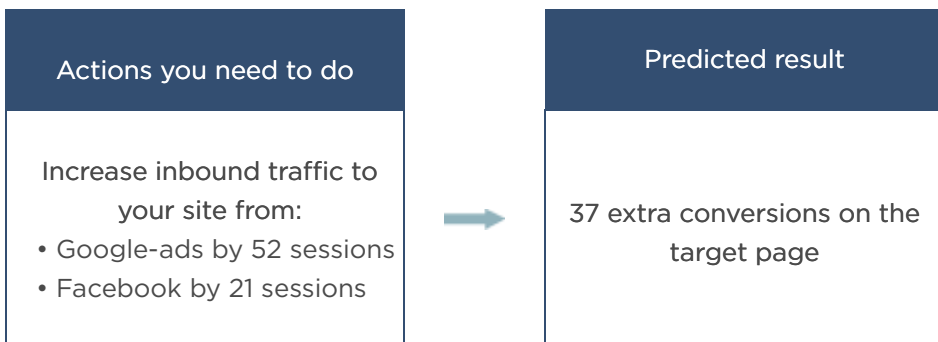 Actions you need to do
Increase inbound traffic to
your site from:
• Google-ads by 52 sessions
• Facebook by 21 sessions
Predicted result
37 extra conversions on the
target page